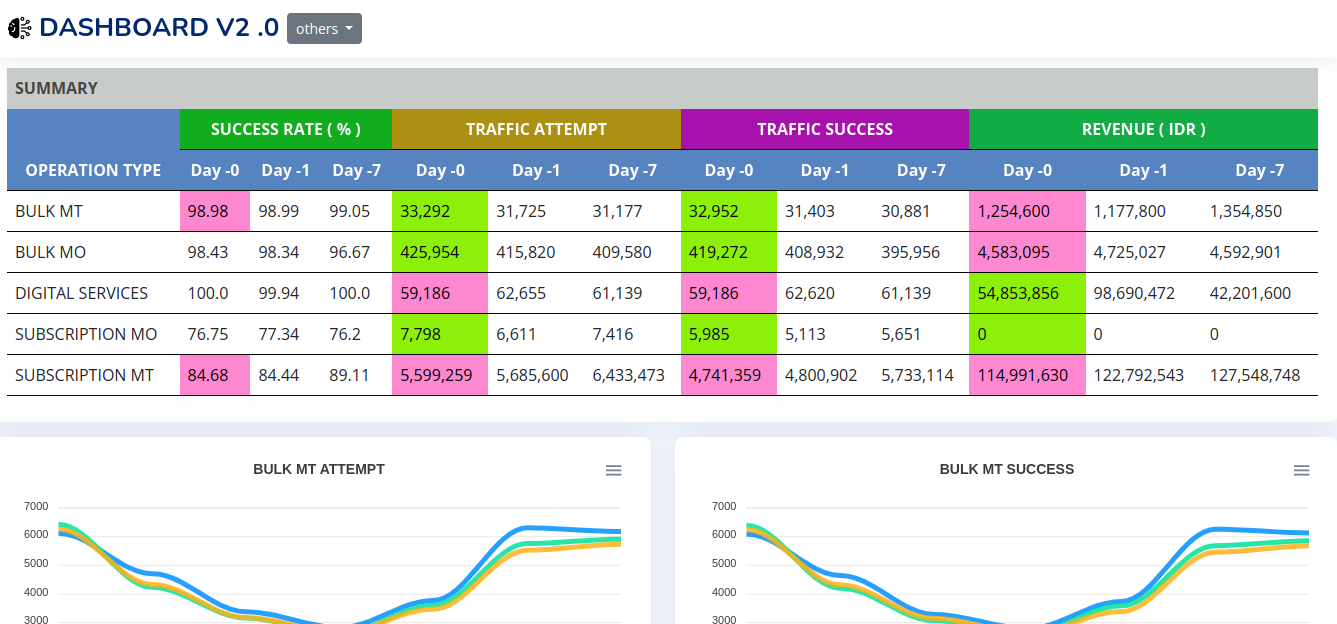 DASHBOARD V2 .0 others
SUMMARY
SUCCESS RATE ( % ) TRAFFIC ATTEMPT TRAFFIC SUCCESS REVENUE ( IDR )
OPERATION TYPE Day -0 Day -1 Day -7 Day -0 Day -1 Day -7 Day -0 Day -1 Day -7 Day -0 Day -1 Day -7
BULK MT 98.98 98.99 99.05 33,292 31,725 31,177 32,952 31,403 30,881 1,254,600 1,177,800 1,354,850
BULK MO 98.43 98.34 96.67 425,954 415,820 409,580 419,272 408,932 395,956 4,583,095 4,725,027 4,592,901
DIGITAL SERVICES 100.0 99.94 100.0 59,186 62,655 61,139 59,186 62,620 61,139 54,853,856 98,690,472 42,201,600
SUBSCRIPTION MO 76.75 77.34 76.2 7,798 6,611 7,416 5,985 5,113 5,651 0 0 0
SUBSCRIPTION MT 84.68 84.44 89.11 5,599,259 5,685,600 6,433,473 4,741,359 4,800,902 5,733,114 114,991,630 122,792,543 127,548,748
BULK MT ATTEMPT
7000
6000
5000
4000
3000
BULK MT SUCCESS
7000
6000
5000
4000
3000